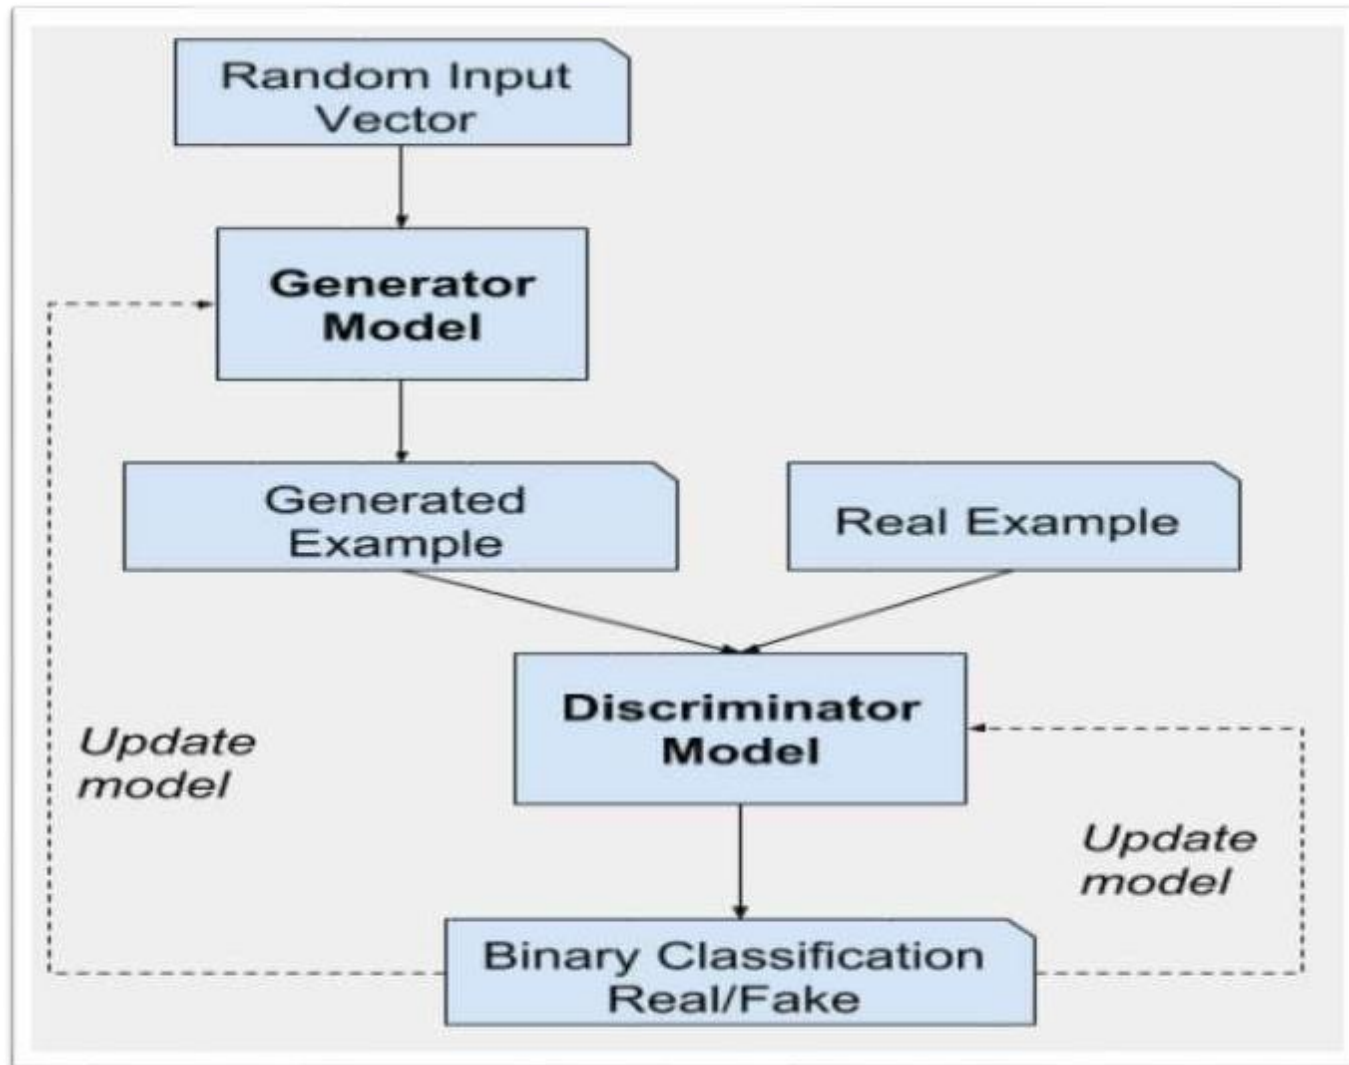 Random Input
Vector
Generator
Model
Generated
Example
Real Example
Discriminator
Model
Update
model
Update
model
Binary Classification
Real/Fake